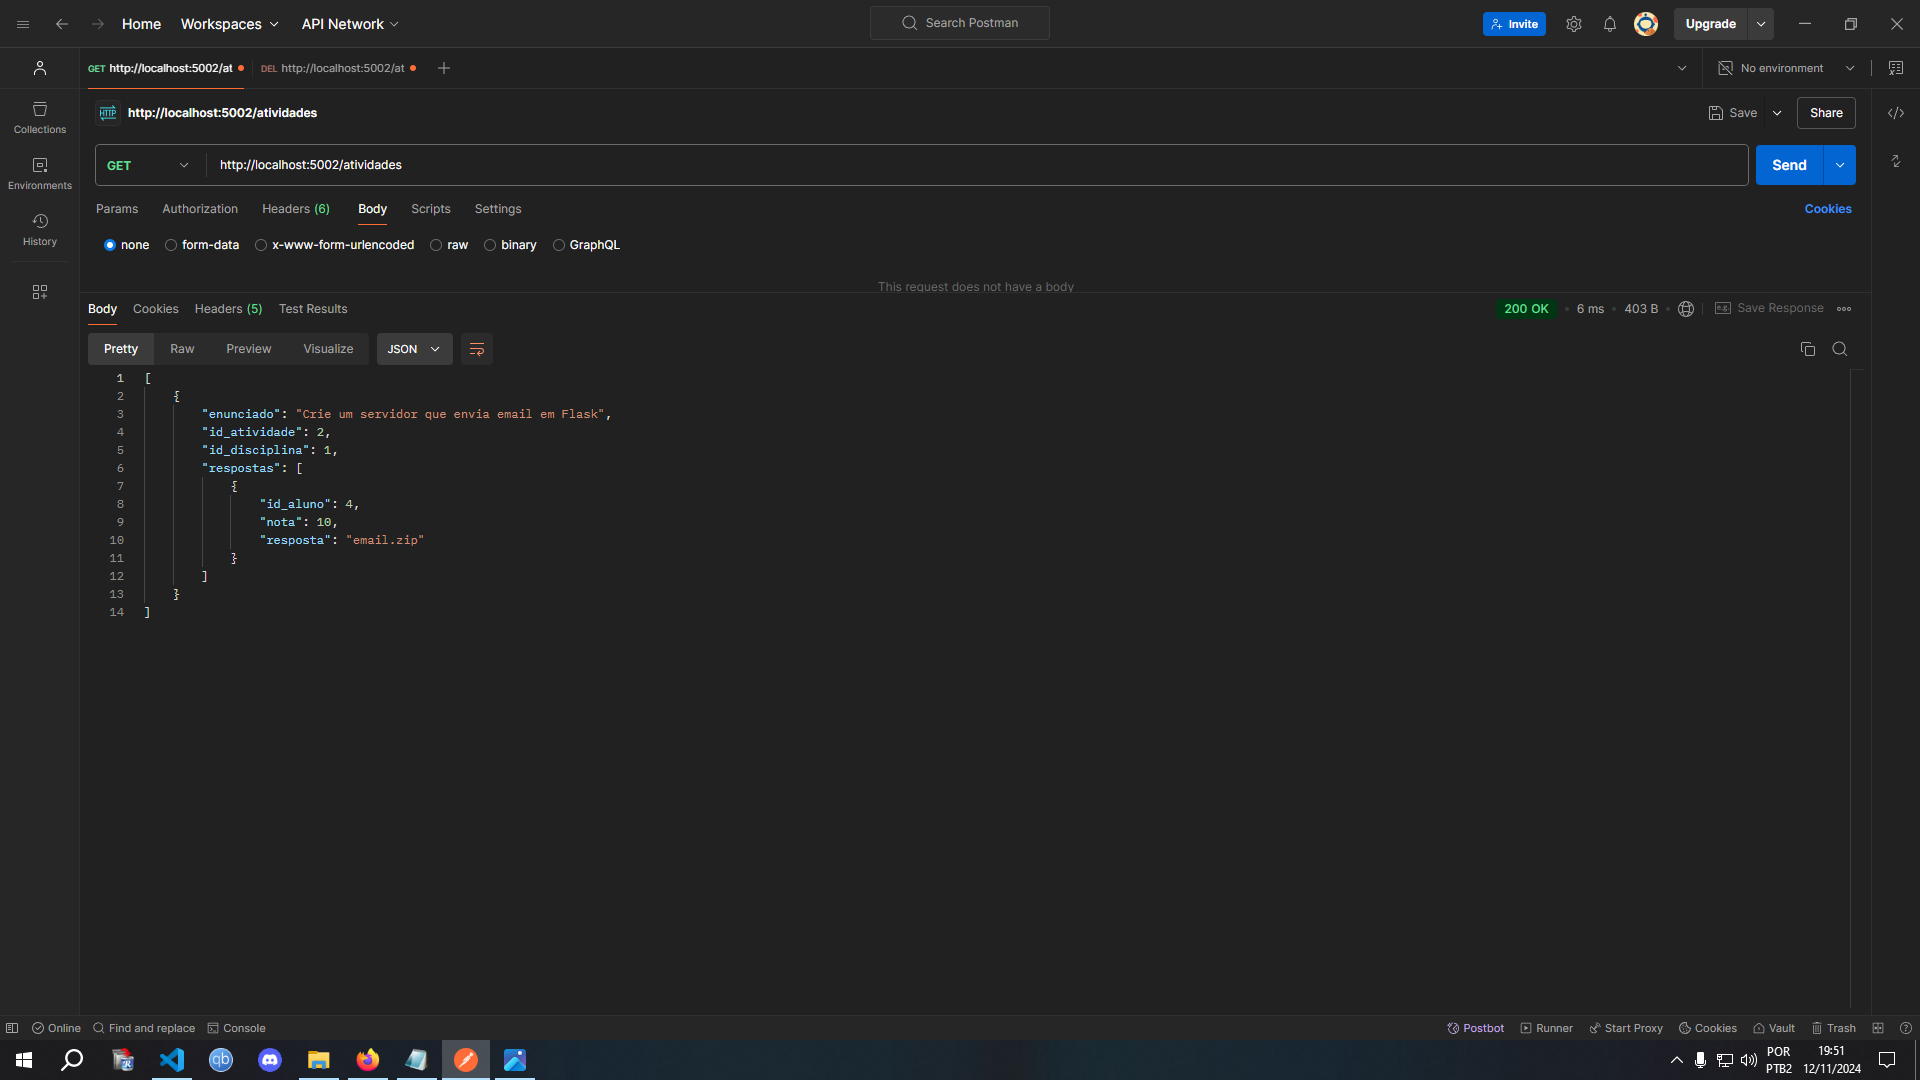 Home Workspaces API Network Search Postman Invite Upgrade
GET http://localhost:5002/at DEL http://localhost:5002/at No environment
HTTP http://localhost:5002/atividades Save Share
GET http://localhost:5002/atividades Send
Params Authorization Headers (6) Body Scripts Settings Cookies
none form-data x-www-form-urlencoded raw binary GraphQL
This request does not have a body
Body Cookies Headers (5) Test Results 200 OK 6 ms 403 B e.g. Save Response
Pretty Raw Preview Visualize JSON
1 [
2 {
3 "enunciado": "Crie um servidor que envia email em Flask",
4 "id_atividade": 2,
5 "id_disciplina": 1,
6 "respostas": [
7 {
8 "id_aluno": 4,
9 "nota": 10,
10 "resposta": "email.zip"
11 }
12 ]
13 }
14 ]
Collections
Environments
History
Online Find and replace Console Postbot Runner Start Proxy Cookies Vault Trash
qb
POR 19:51
PTB2 12/11/2024